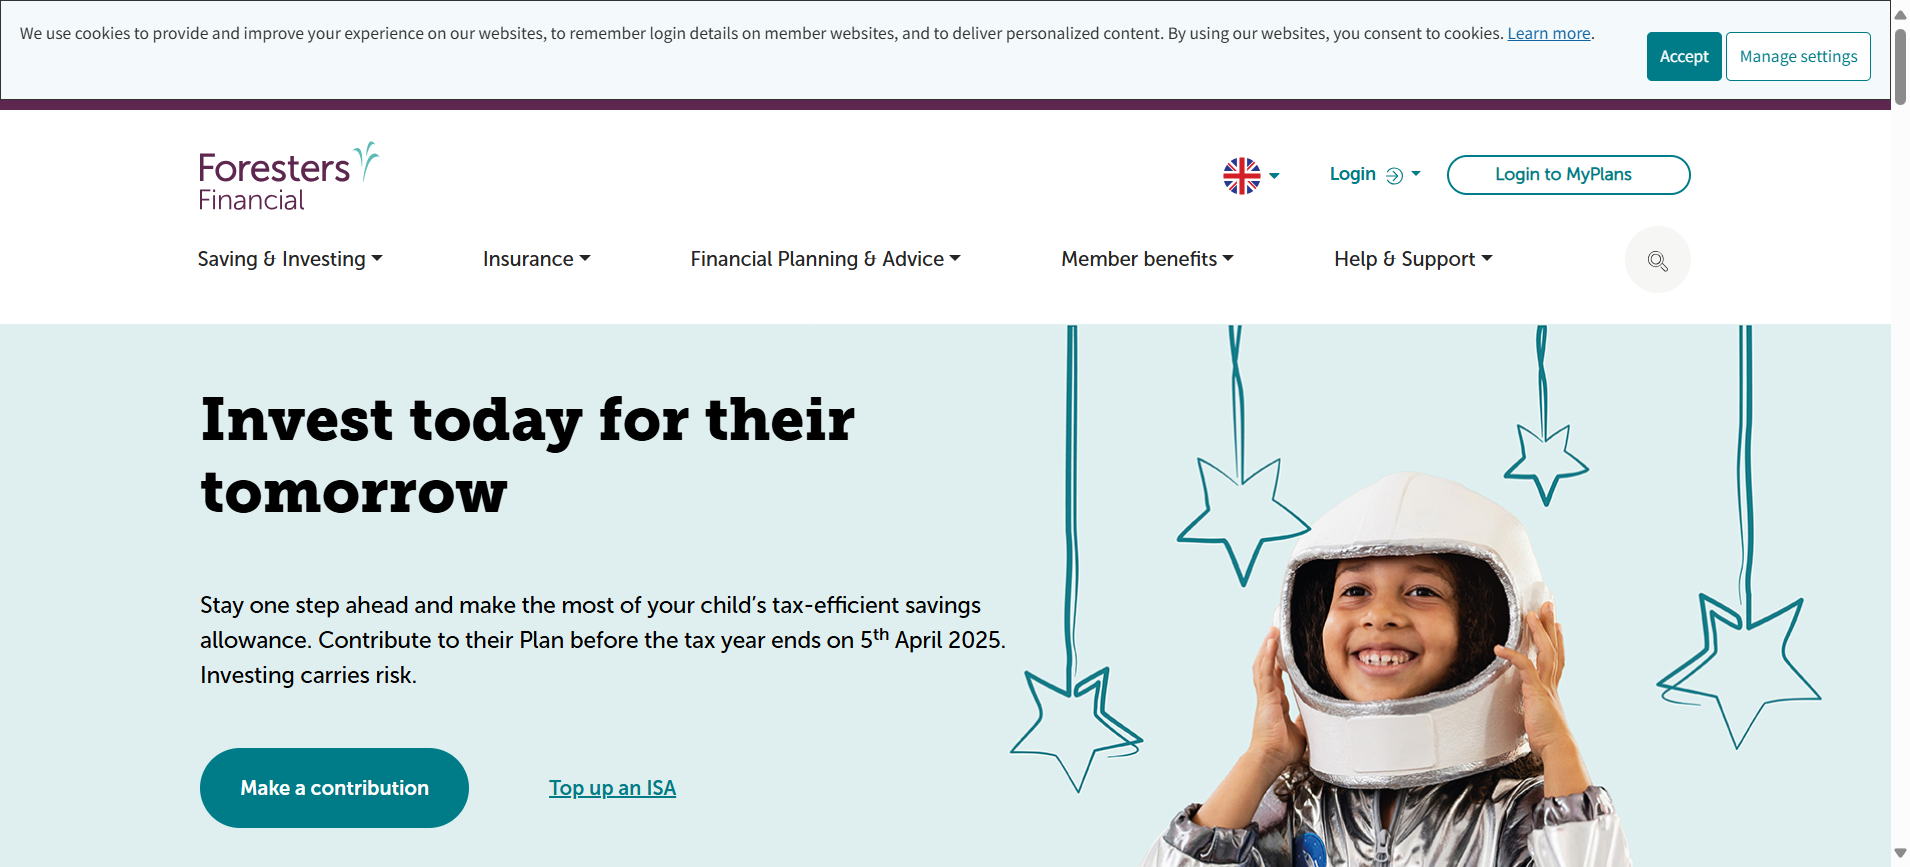 We use cookies to provide and improve your experience on our websites, to remember login details on member websites, and to deliver personalized content. By using our websites, you consent to cookies. Learn more.
Accept
Manage settings
Foresters
Financial
Login
Login to MyPlans
Saving & Investing
Insurance
Financial Planning & Advice
Member benefits
Help & Support
Invest today for their
tomorrow
Stay one step ahead and make the most of your child’s tax-efficient savings
allowance. Contribute to their Plan before the tax year ends on 5th April 2025.
Investing carries risk.
Make a contribution
Top up an ISA